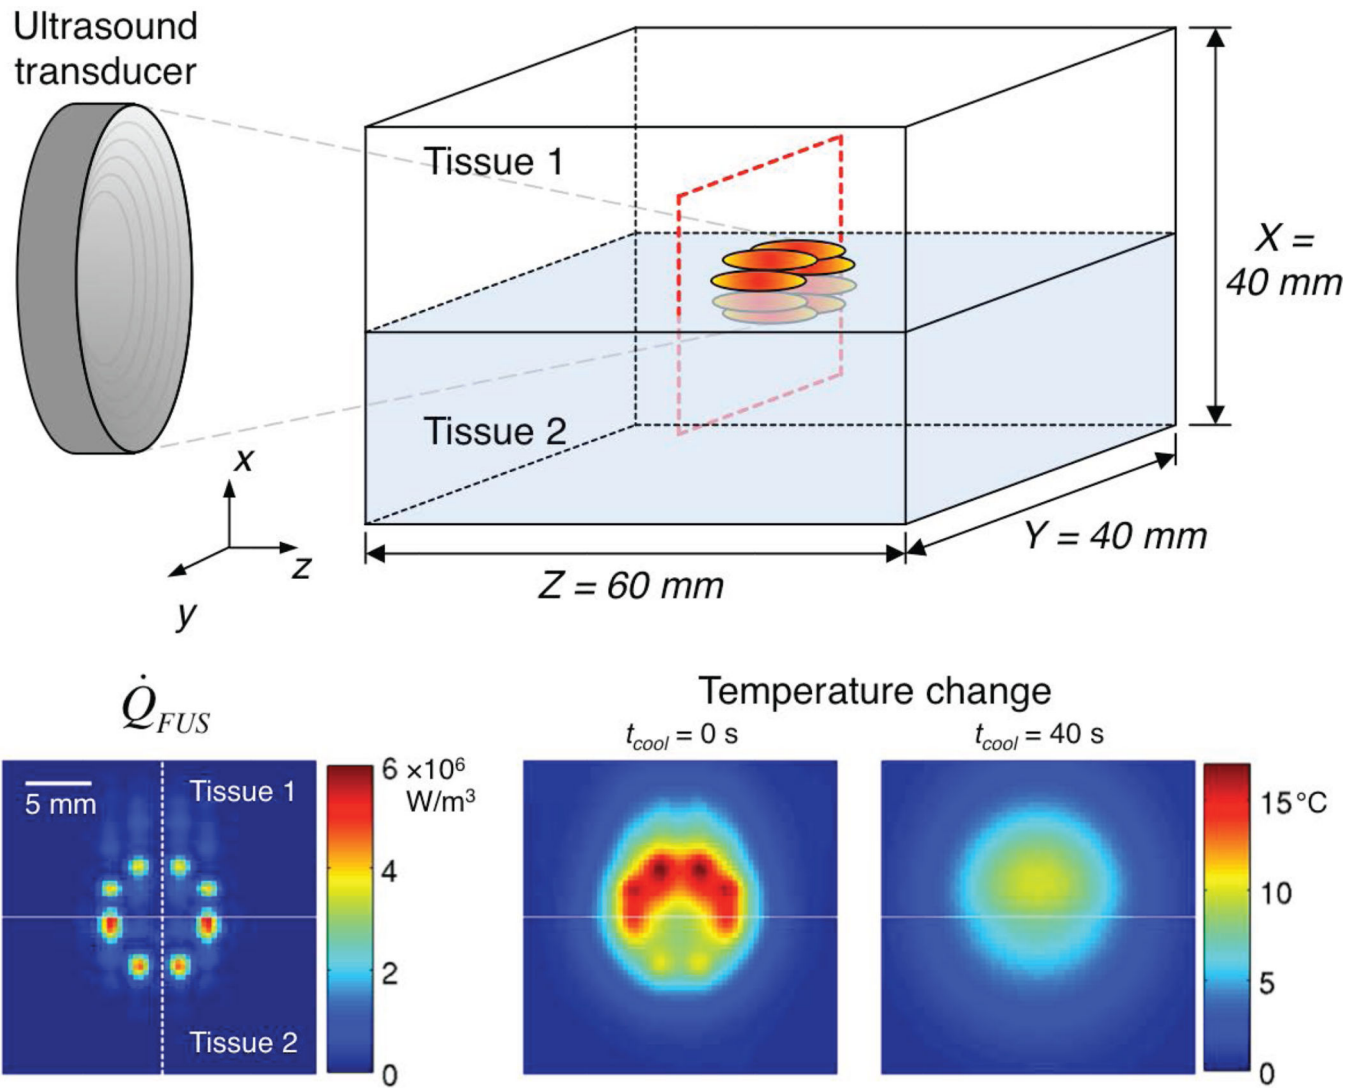 Ultrasound
transducer
Tissue 1
X =
40 mm
Tissue 2
x
z
y
Y = 40 mm
Z = 60 mm
Q̇FUS
Temperature change
tcool = 0 s
tcool = 40 s
5 mm
Tissue 1
Tissue 2
6 ×10⁶
W/m³
4
2
0
15 °C
10
5
0